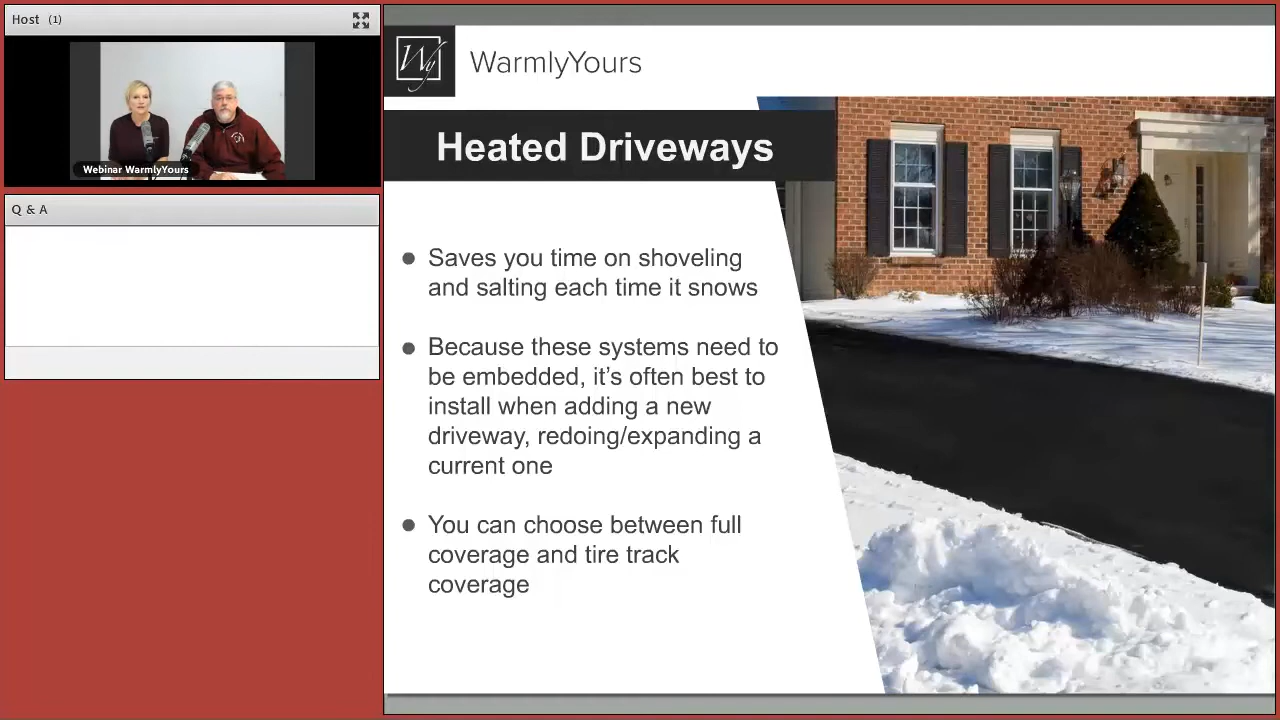 Host (1)
Webinar WarmlyYours
Q & A
Wy
WarmlyYours
Heated Driveways
• Saves you time on shoveling
and salting each time it snows
• Because these systems need to
be embedded, it’s often best to
install when adding a new
driveway, redoing/expanding a
current one
• You can choose between full
coverage and tire track
coverage